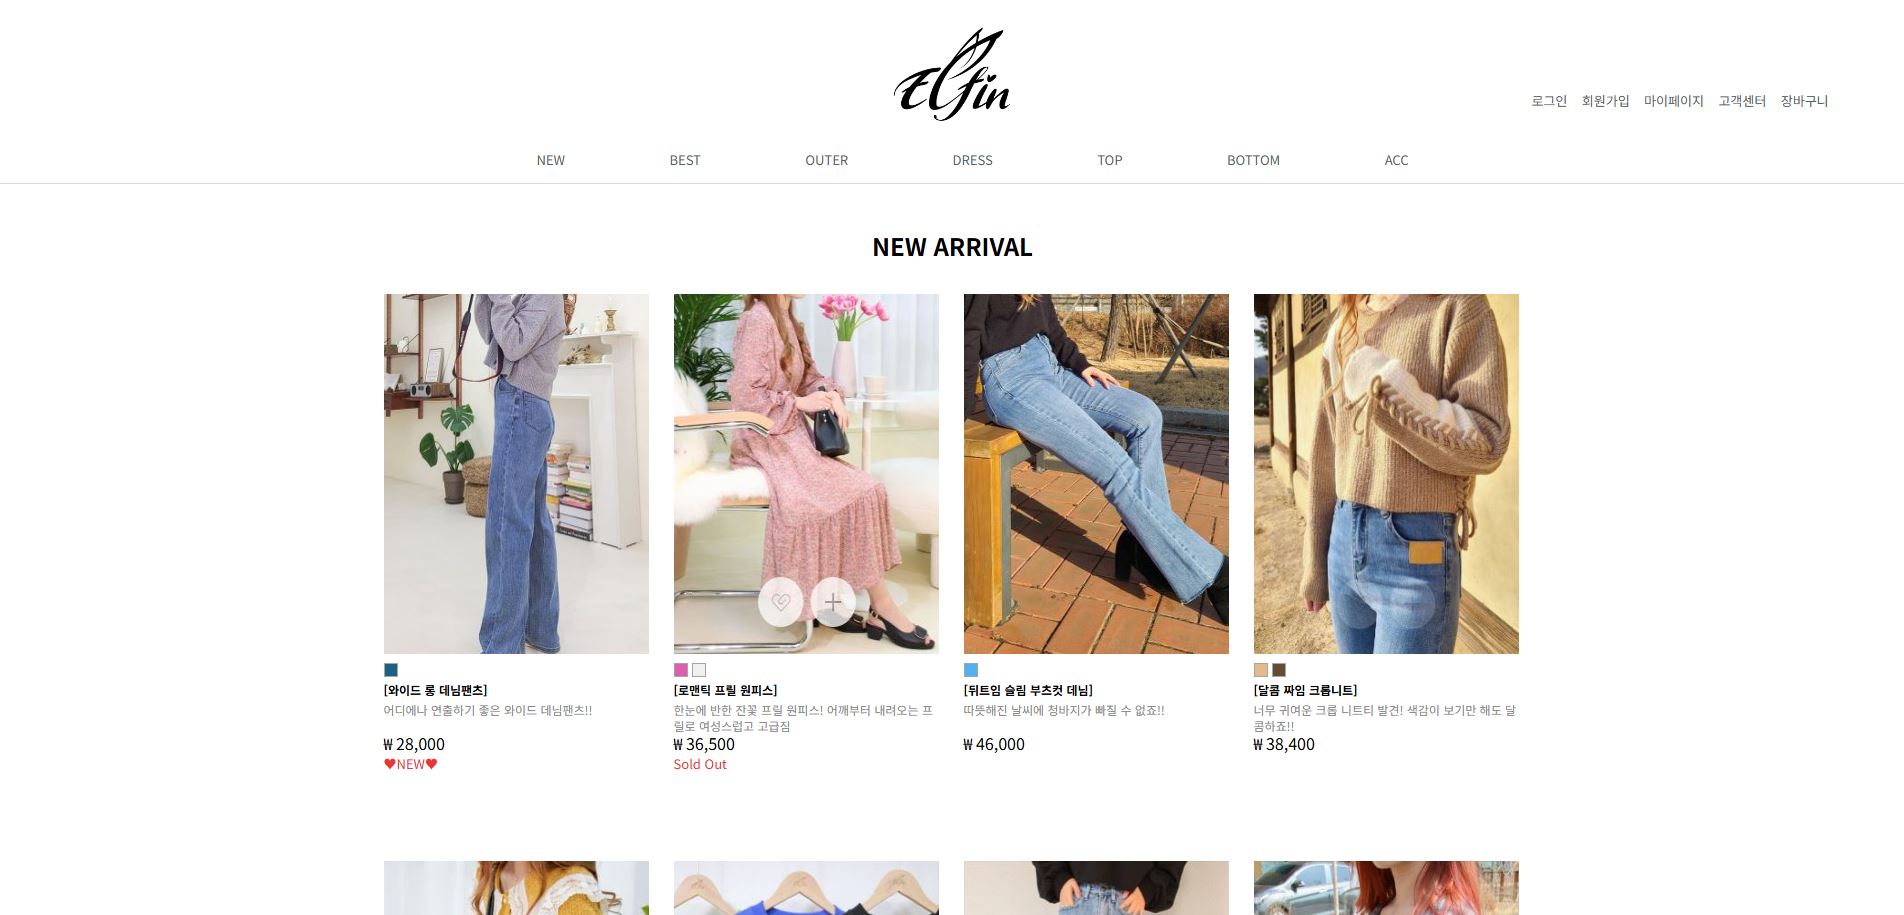 Elfin
로그인 회원가입 마이페이지 고객센터 장바구니
NEW BEST OUTER DRESS TOP BOTTOM ACC
NEW ARRIVAL
[와이드 롱 데님팬츠]
어디에나 연출하기 좋은 와이드 데님팬츠!!
₩ 28,000
♥NEW♥
[로맨틱 프릴 원피스]
한눈에 반한 잔꽃 프릴 원피스! 어깨부터 내려오는 프
릴로 여성스럽고 고급짐
₩ 36,500
Sold Out
[뒤트임 슬림 부츠컷 데님]
따뜻해진 날씨에 청바지가 빠질 수 없죠!!
₩ 46,000
[달콤 짜임 크롭니트]
너무 귀여운 크롭 니트티 발견! 색감이 보기만 해도 달
콤하죠!!
₩ 38,400